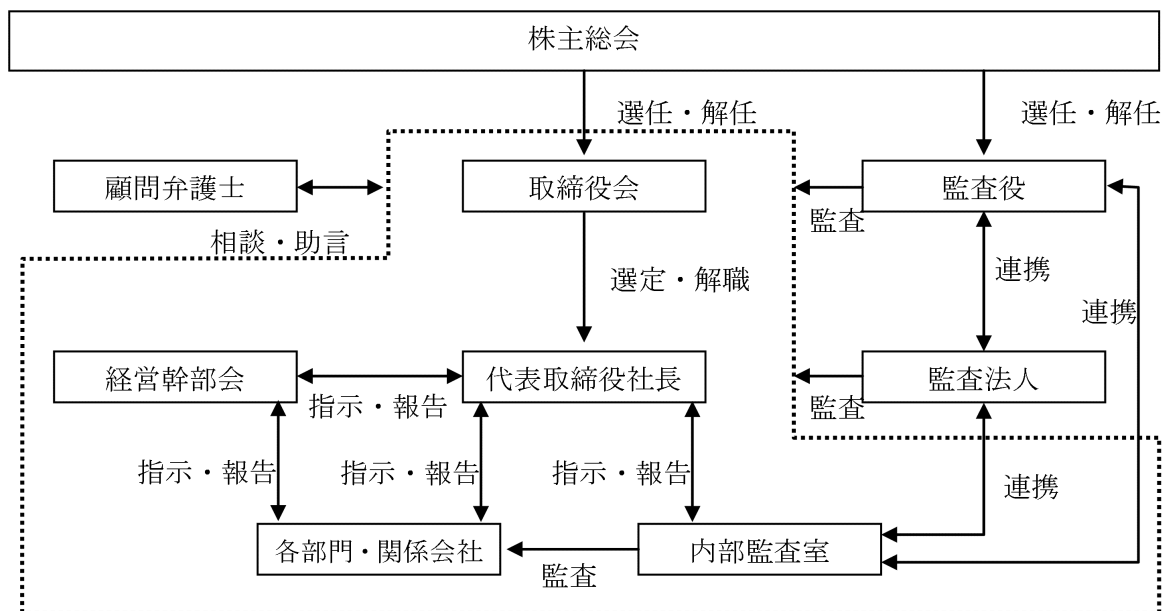 株主総会
選任・解任
選任・解任
顧問弁護士
取締役会
監査役
監査
相談・助言
連携
選定・解職
連携
経営幹部会
代表取締役社長
監査法人
指示・報告
監査
指示・報告
指示・報告
指示・報告
連携
各部門・関係会社
内部監査室
監査